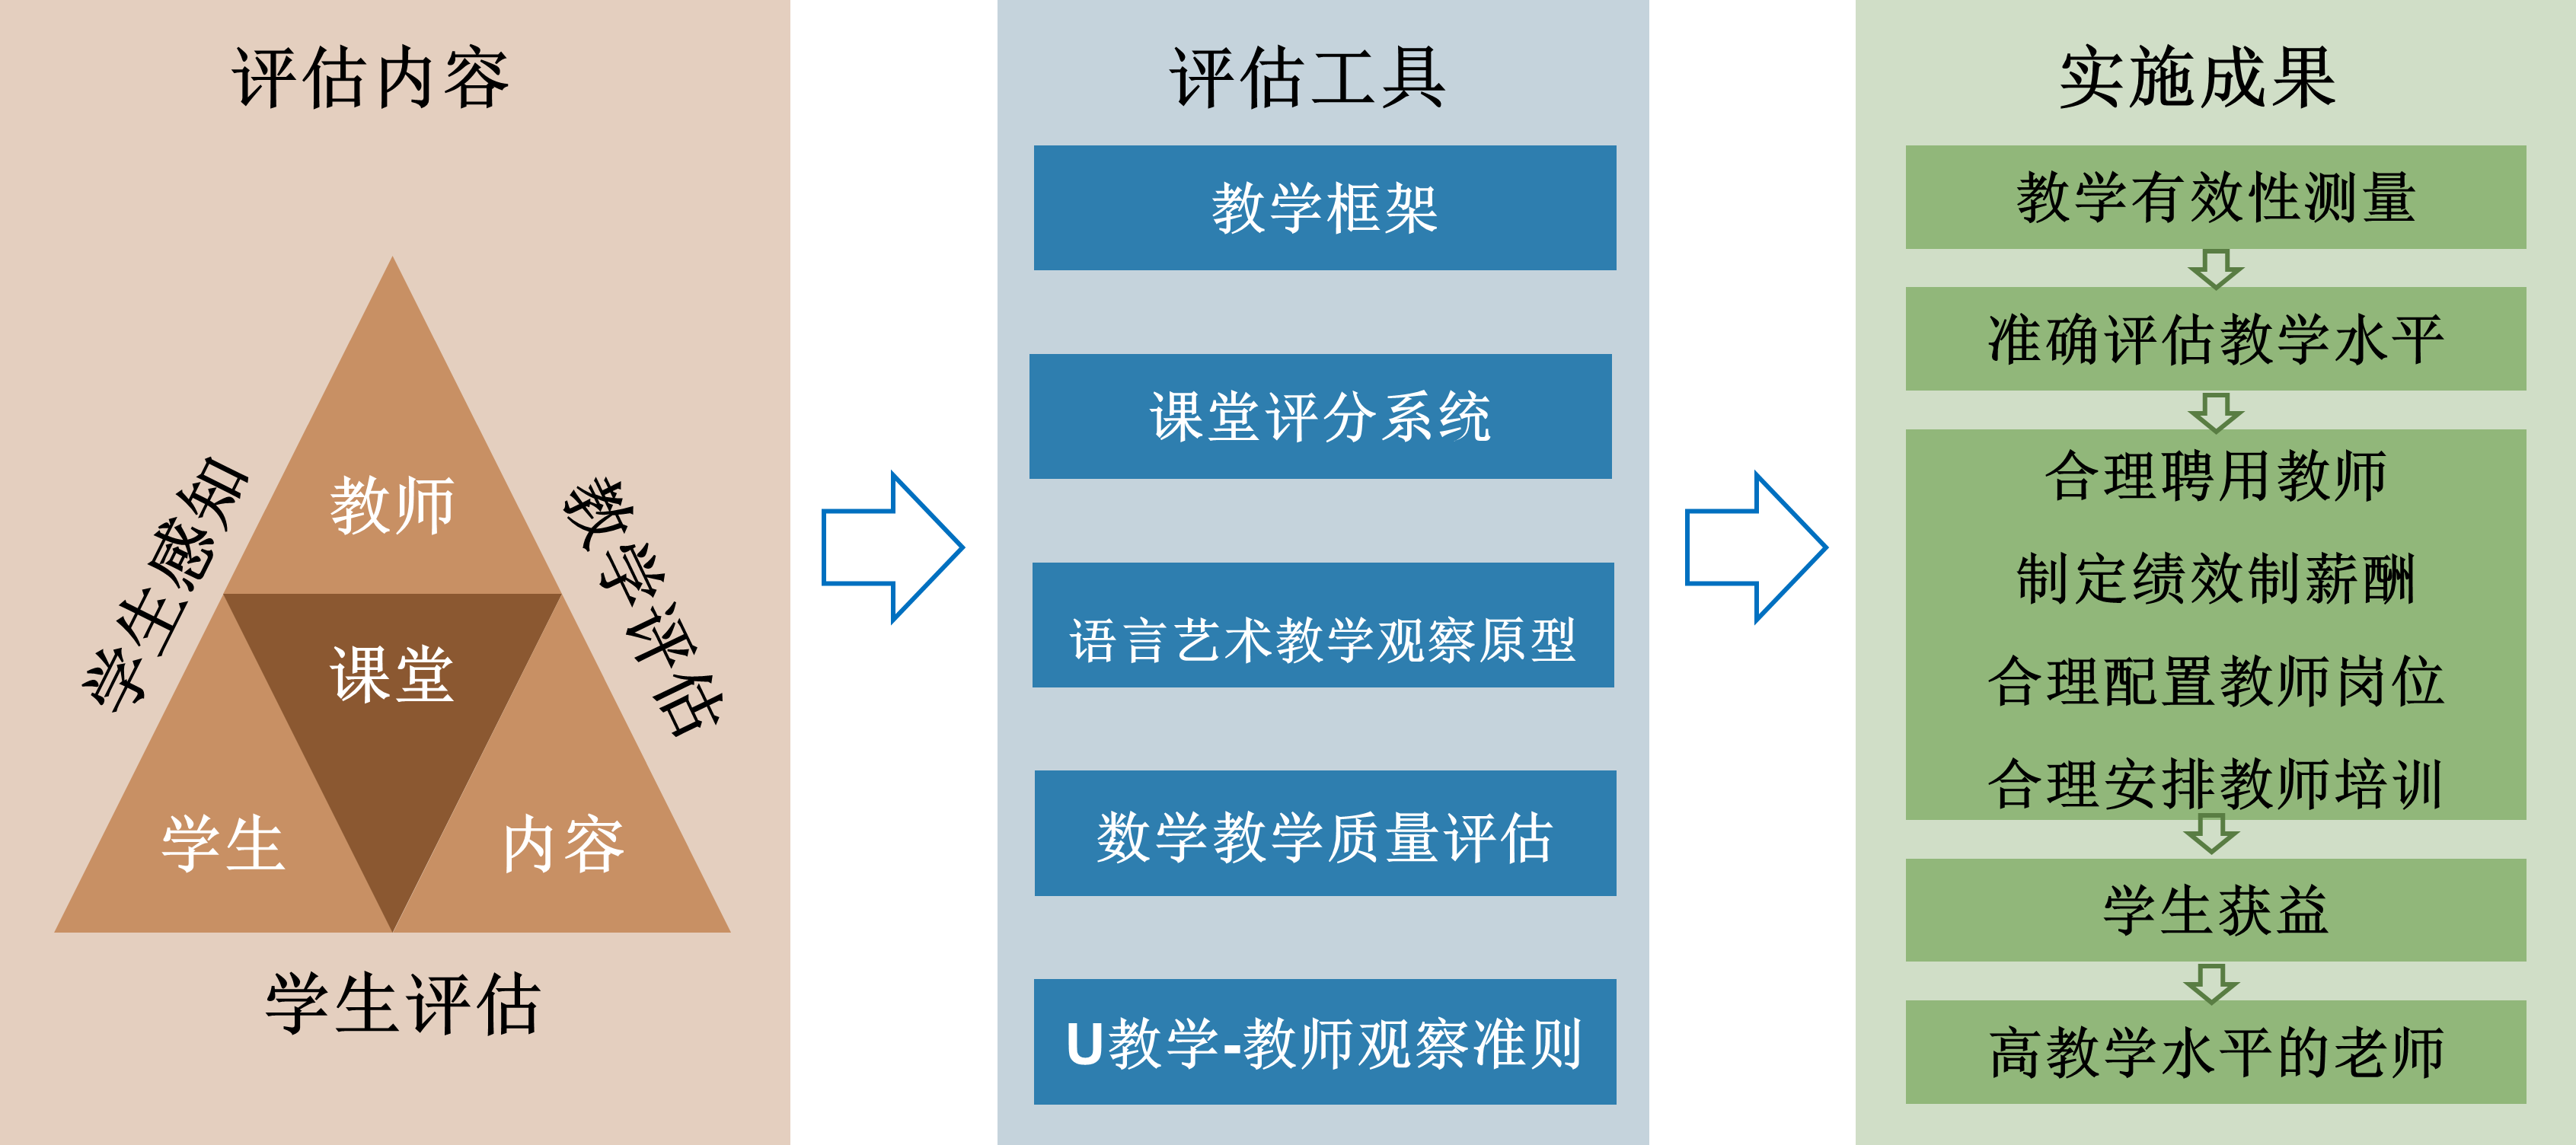 评估内容
教师
课堂
学生
内容
学生感知
教学评估
学生评估
评估工具
教学框架
课堂评分系统
语言艺术教学观察原型
数学教学质量评估
U教学-教师观察准则
实施成果
教学有效性测量
准确评估教学水平
合理聘用教师
制定绩效制薪酬
合理配置教师岗位
合理安排教师培训
学生获益
高教学水平的老师